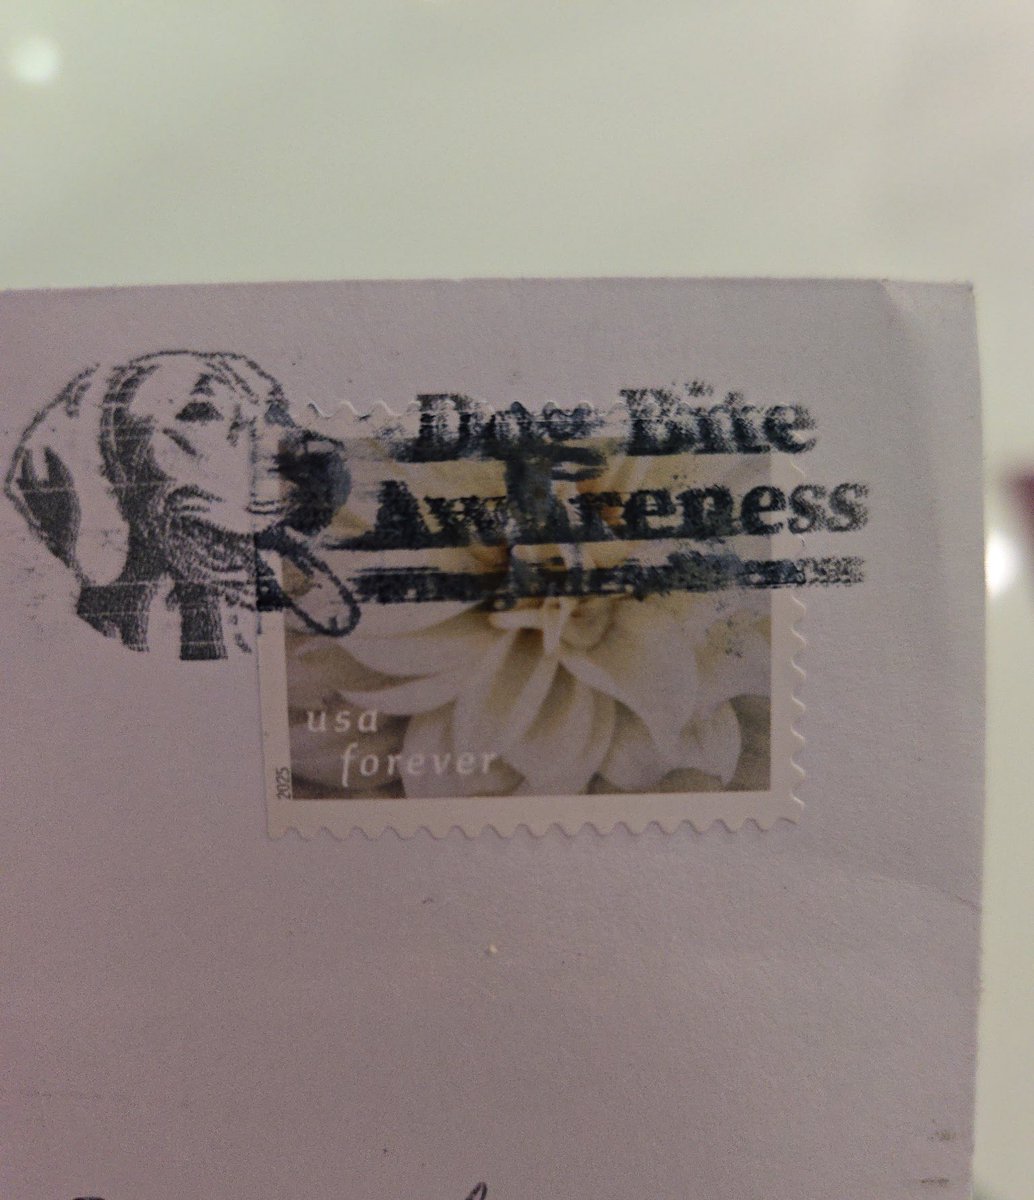 Dog Bite
Awareness
usa
forever
2025